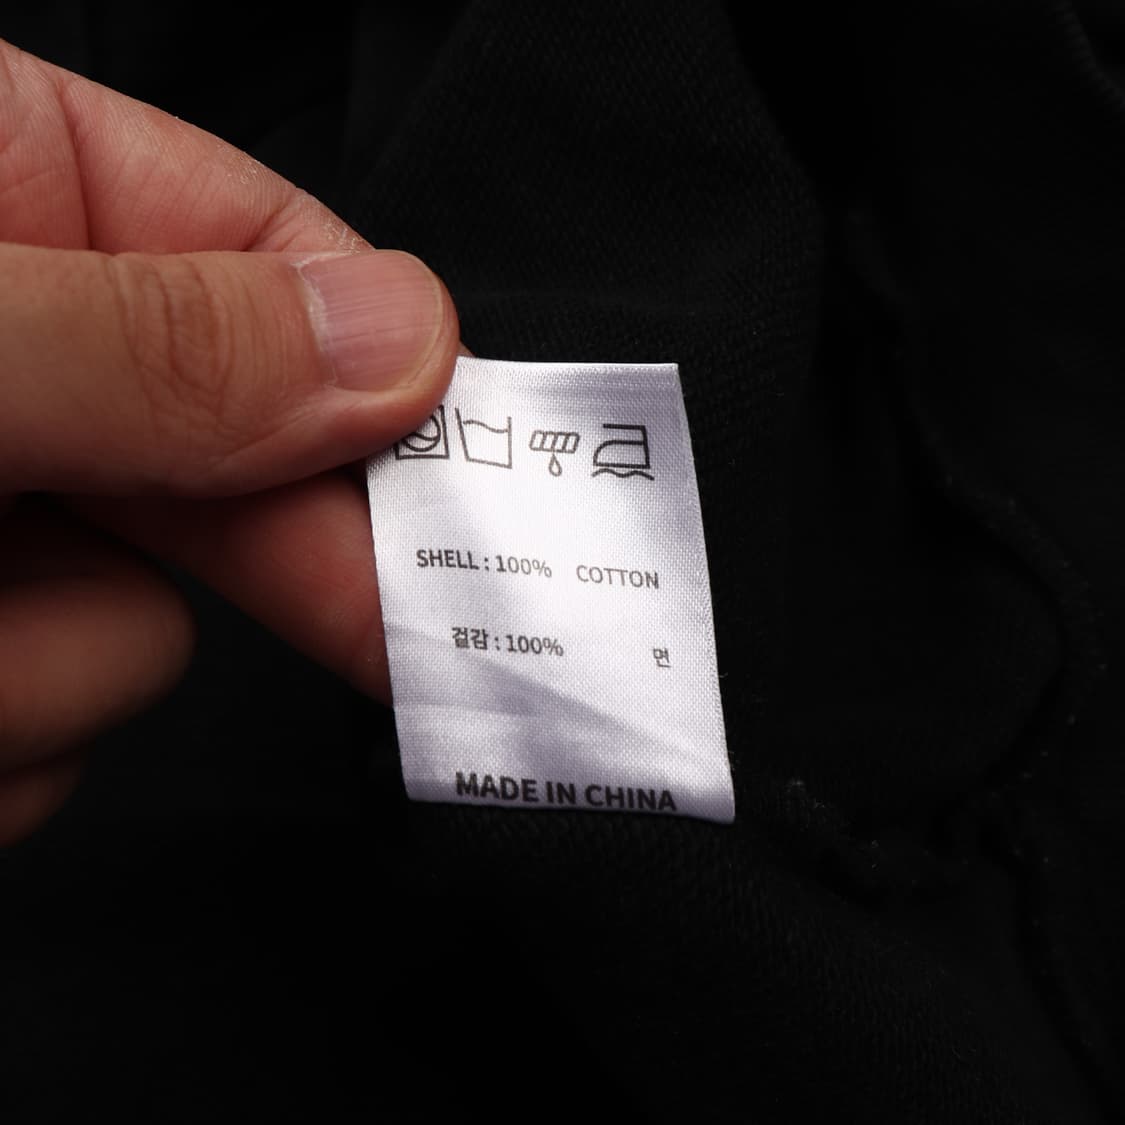 SHELL : 100% COTTON
겉감 : 100% 면
MADE IN CHINA